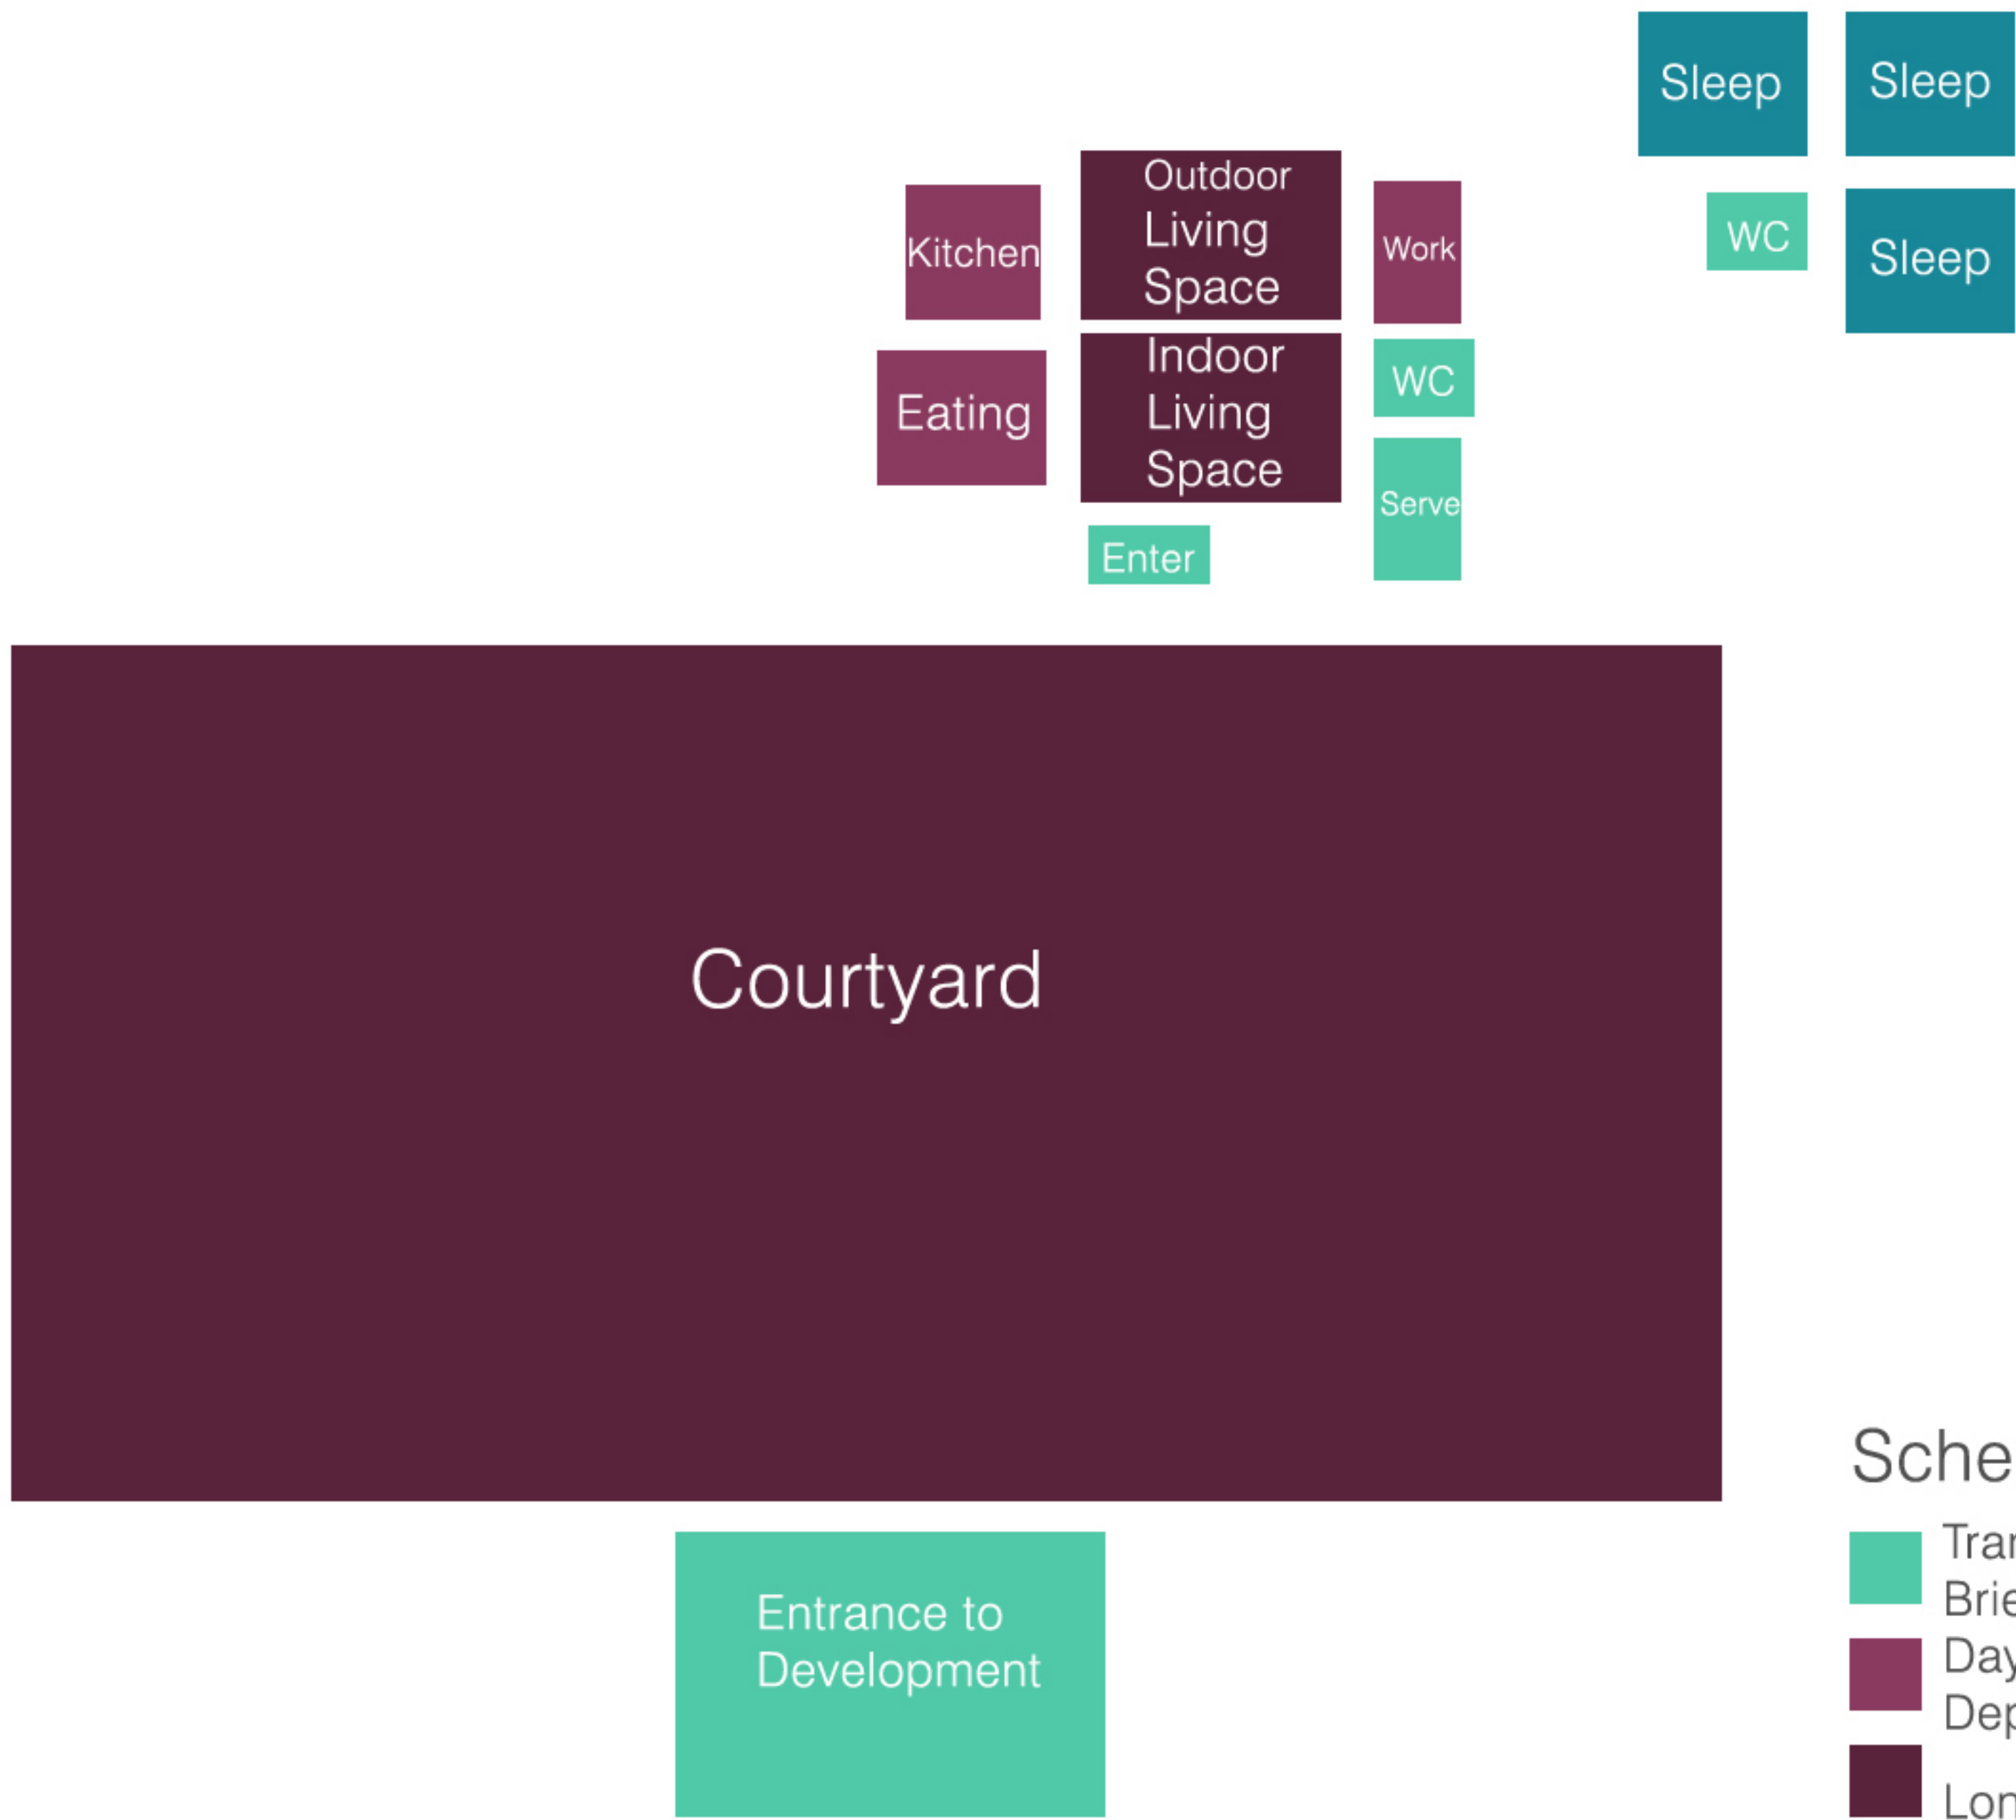 Sleep
Sleep
Outdoor
Living
Space
Kitchen
Work
WC
Sleep
Indoor
Living
Space
WC
Eating
Serve
Enter
Courtyard
Entrance to
Development